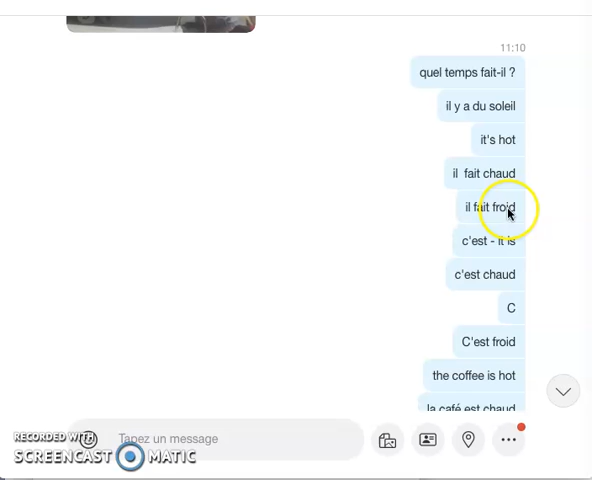 11:10
quel temps fait-il ?
il y a du soleil
it's hot
il  fait chaud
il fait froid
c'est - it is
c'est chaud
C
C'est froid
the coffee is hot
la café est chaud
Tapez un message
RECORDED WITH
SCREENCAST MATIC